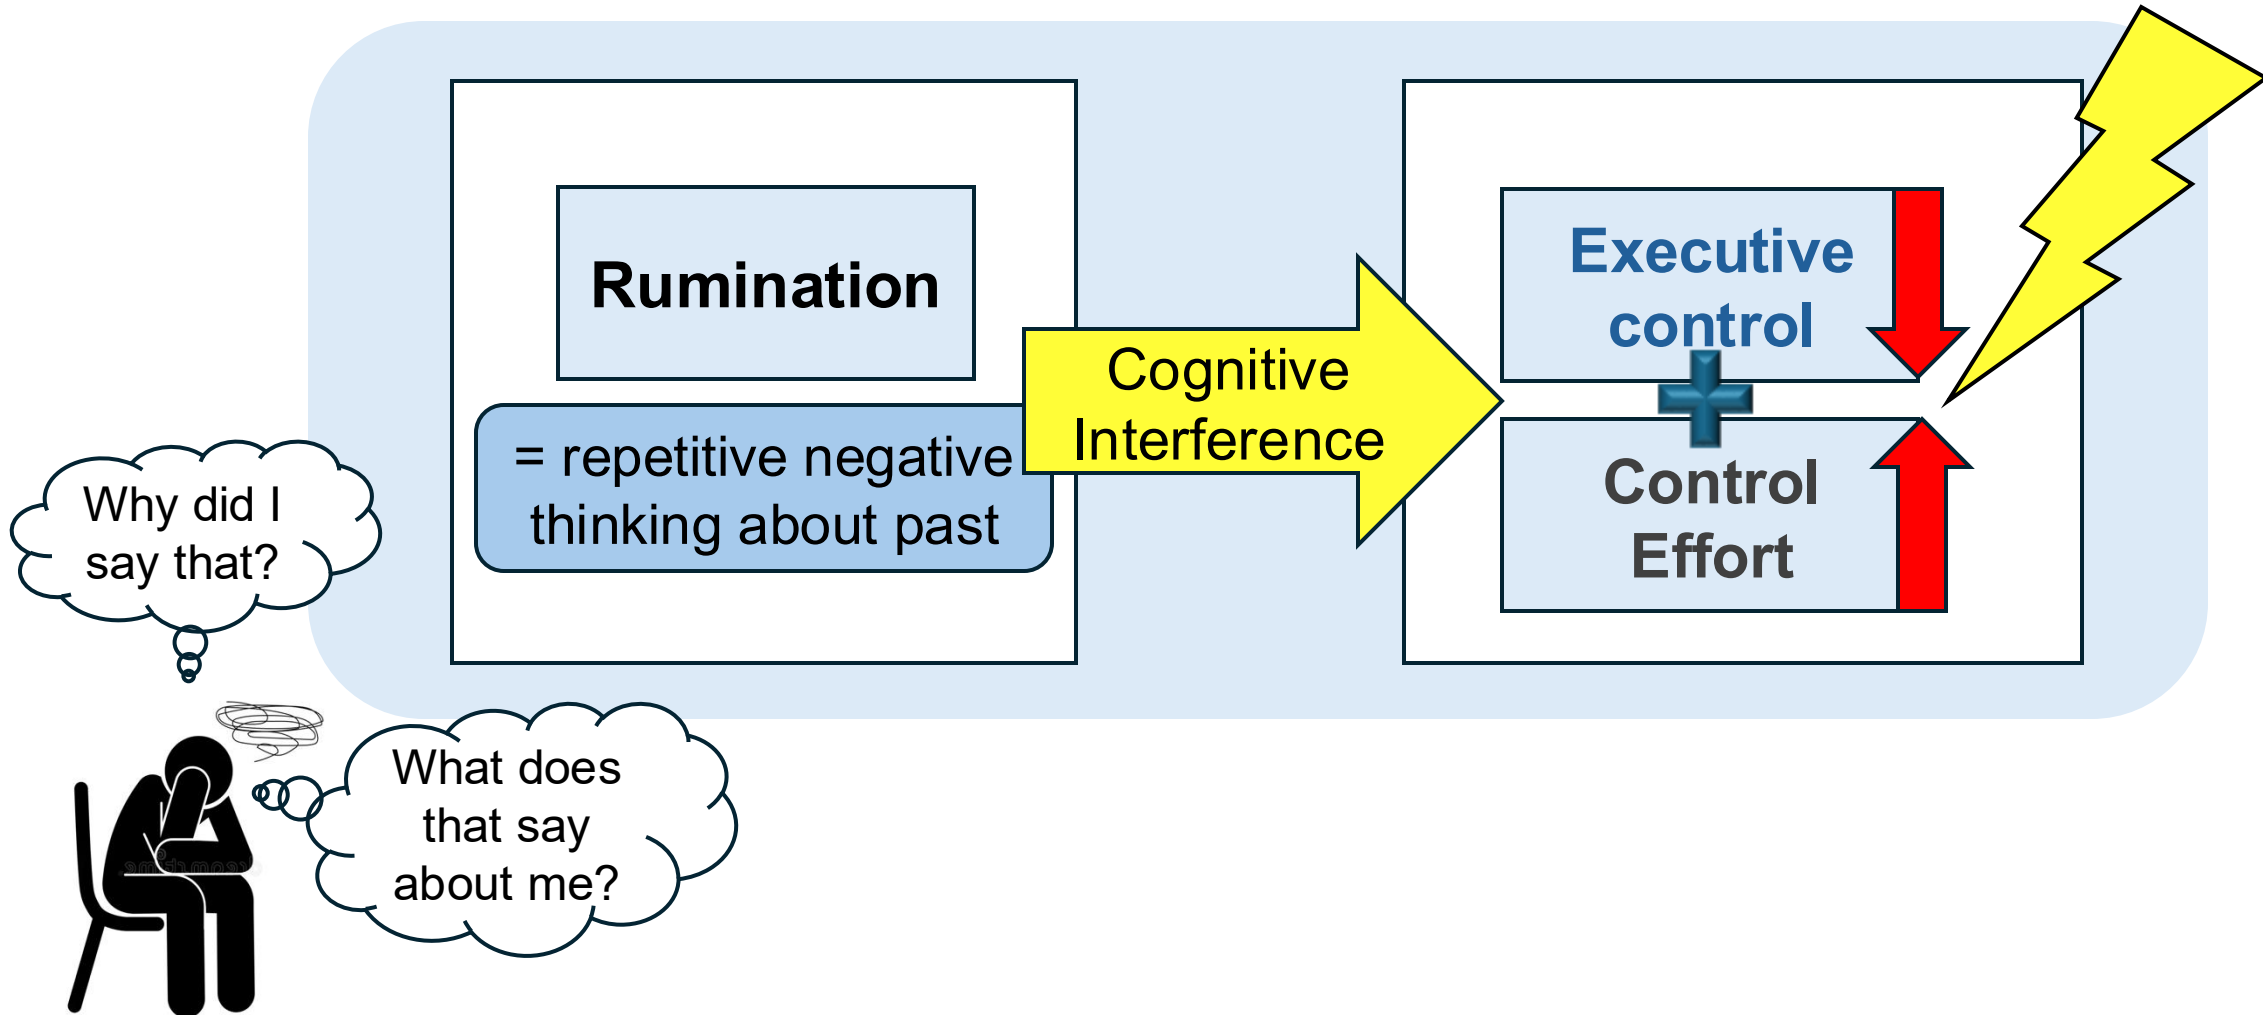 Rumination
= repetitive negative
thinking about past
Cognitive
Interference
Executive
control
Control
Effort
Why did I
say that?
What does
that say
about me?